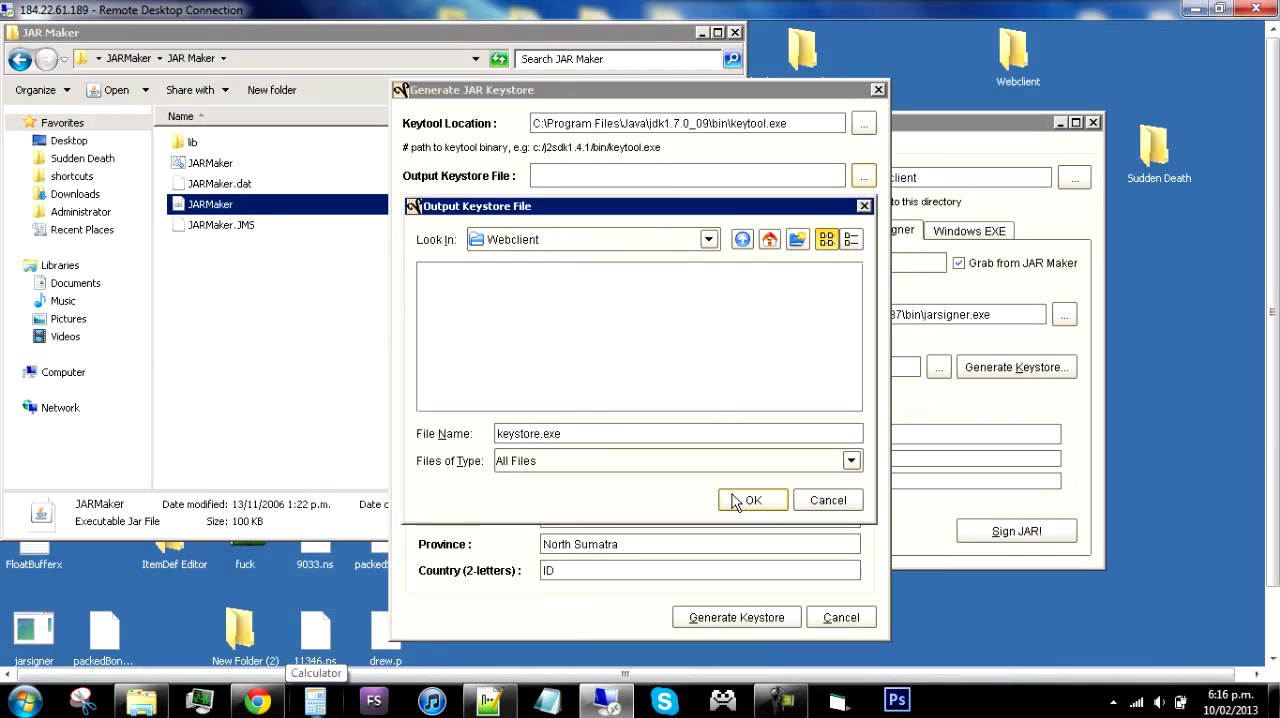 184.22.61.189 - Remote Desktop Connection
JAR Maker
JARMaker
JAR Maker
Search JAR Maker
Organize
Open
Share with
New folder
Name
Favorites
Desktop
Sudden Death
shortcuts
Downloads
Administrator
Recent Places
Libraries
Documents
Music
Pictures
Videos
Computer
Network
lib
JARMaker
JARMaker.dat
JARMaker
JARMaker.JMS
JARMaker
Date modified: 13/11/2006 1:22 p.m.
Date created:
Executable Jar File
Size: 100 KB
Generate JAR Keystore
Keytool Location :
C:\Program Files\Java\jdk1.7.0_09\bin\keytool.exe
...
# path to keytool binary, e.g: c:/j2sdk1.4.1/bin/keytool.exe
Output Keystore File :
...
Output Keystore File
Look In:
Webclient
File Name:
keystore.exe
Files of Type:
All Files
OK
Cancel
Province :
North Sumatra
Country (2-letters) :
ID
Generate Keystore
Cancel
client
...
to this directory
gner
Windows EXE
Grab from JAR Maker
37\bin\jarsigner.exe
...
...
Generate Keystore...
Sign JAR!
Webclient
Sudden Death
FloatBufferx
ItemDef Editor
fuck
9033.ns
packed
jarsigner
packedBon...
New Folder (2)
11346.ns
drew.p
Calculator
FS
Ps
6:16 p.m.
10/02/2013